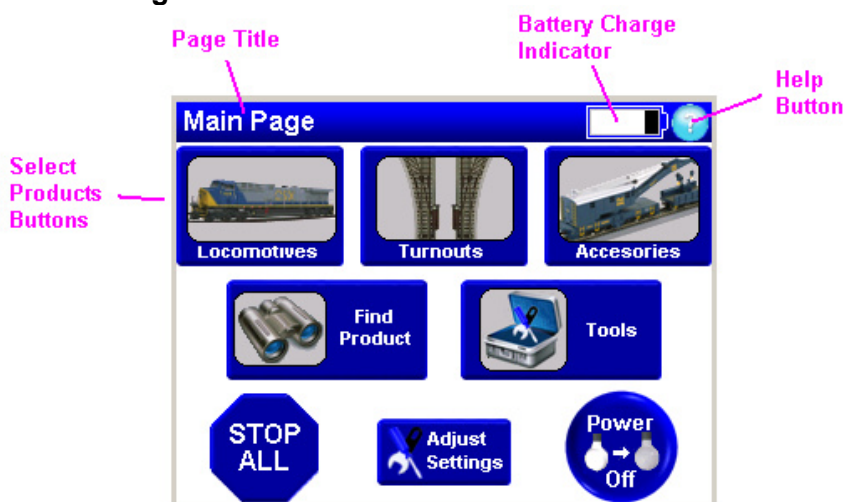 Page Title
Battery Charge
Indicator
Help
Button
Main Page
?
Select
Products
Buttons
Locomotives
Turnouts
Accesories
Find
Product
Tools
STOP
ALL
Adjust
Settings
Power
Off